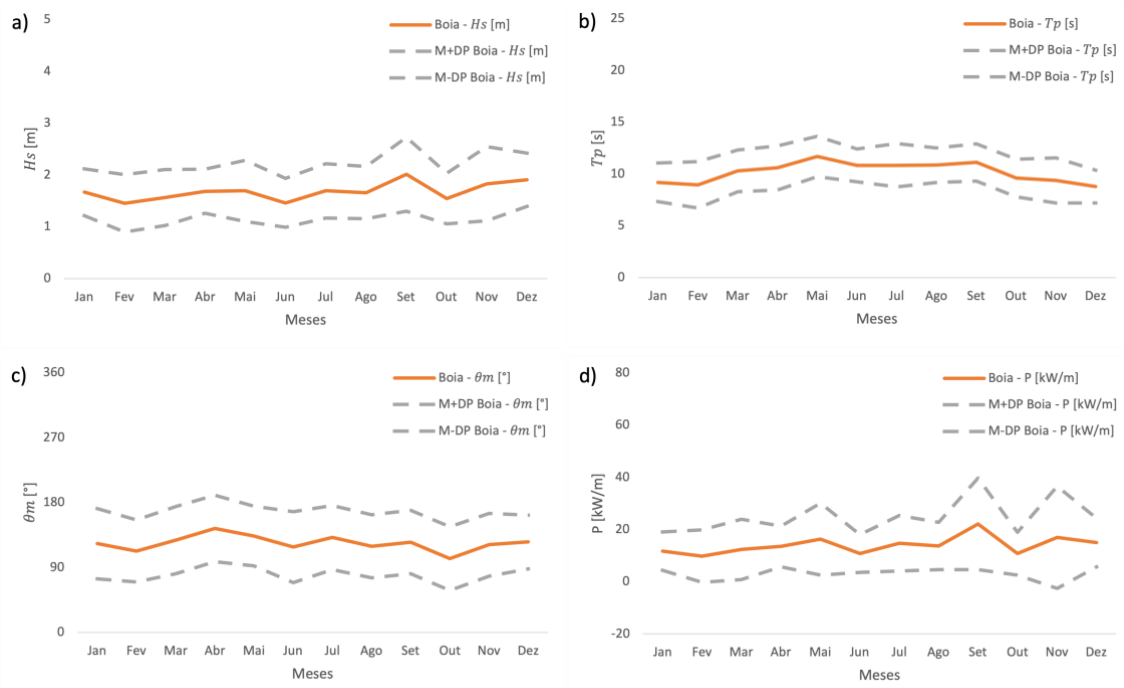 a)
5
4
3
2
1
0
Hs [m]
Boia - Hs [m]
M+DP Boia - Hs [m]
M-DP Boia - Hs [m]
Jan Fev Mar Abr Mai Jun Jul Ago Set Out Nov Dez
Meses
b)
25
20
15
10
5
0
Tp [s]
Boia - Tp [s]
M+DP Boia - Tp [s]
M-DP Boia - Tp [s]
Jan Fev Mar Abr Mai Jun Jul Ago Set Out Nov Dez
Meses
c)
360
270
180
90
0
θm [°]
Boia - θm [°]
M+DP Boia - θm [°]
M-DP Boia - θm [°]
Jan Fev Mar Abr Mai Jun Jul Ago Set Out Nov Dez
Meses
d)
80
60
40
20
0
-20
P [kW/m]
Boia - P [kW/m]
M+DP Boia - P [kW/m]
M-DP Boia - P [kW/m]
Jan Fev Mar Abr Mai Jun Jul Ago Set Out Nov Dez
Meses